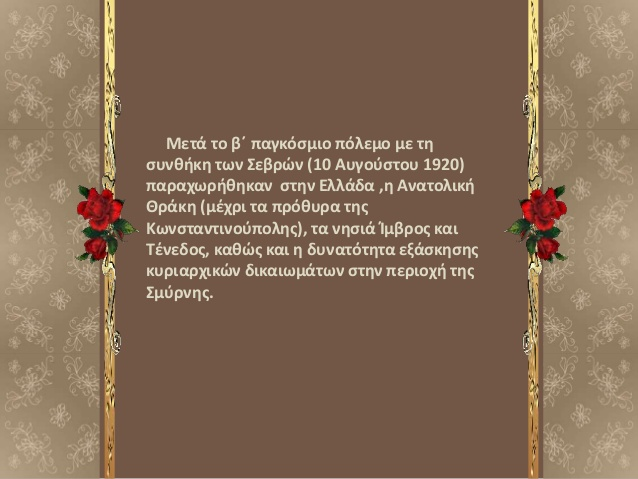 Μετά το β΄ παγκόσμιο πόλεμο με τη
συνθήκη των Σεβρών (10 Αυγούστου 1920)
παραχωρήθηκαν στην Ελλάδα ,η Ανατολική
Θράκη (μέχρι τα πρόθυρα της
Κωνσταντινούπολης), τα νησιά Ίμβρος και
Τένεδος, καθώς και η δυνατότητα εξάσκησης
κυριαρχικών δικαιωμάτων στην περιοχή της
Σμύρνης.